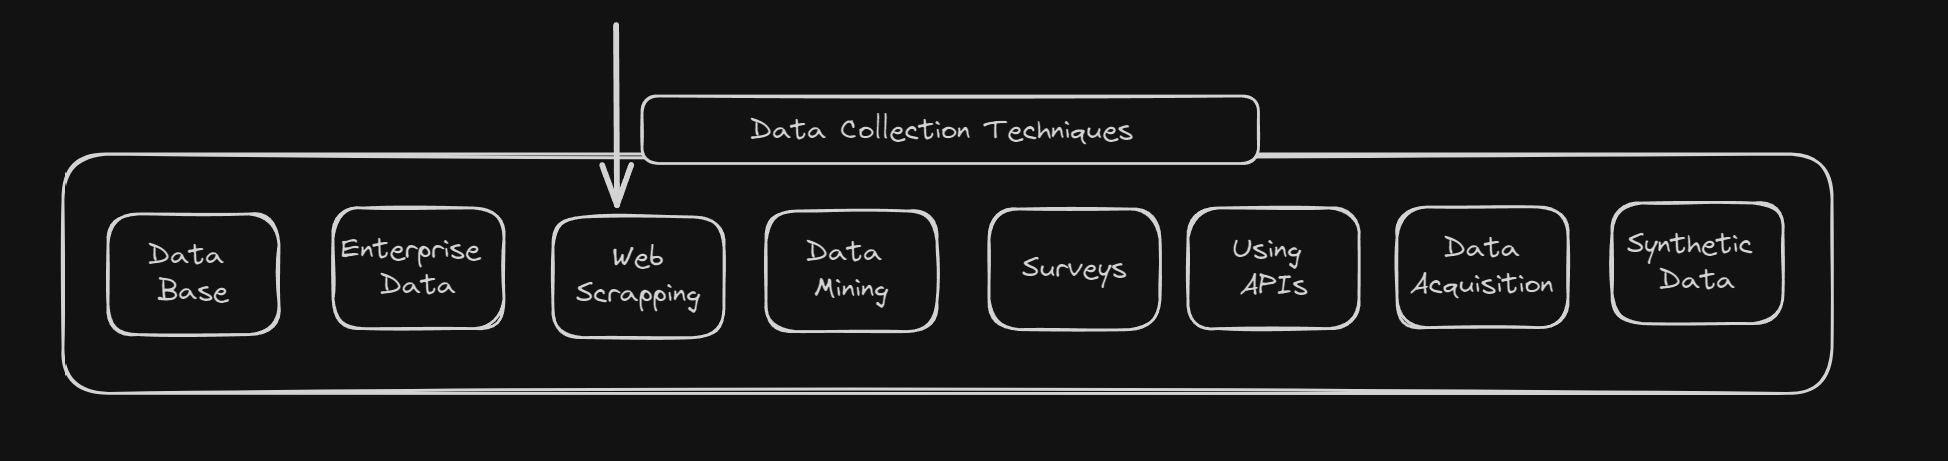 Data Collection Techniques
Data
Base
Enterprise
Data
Web
Scrapping
Data
Mining
Surveys
Using
APIs
Data
Acquisition
Synthetic
Data